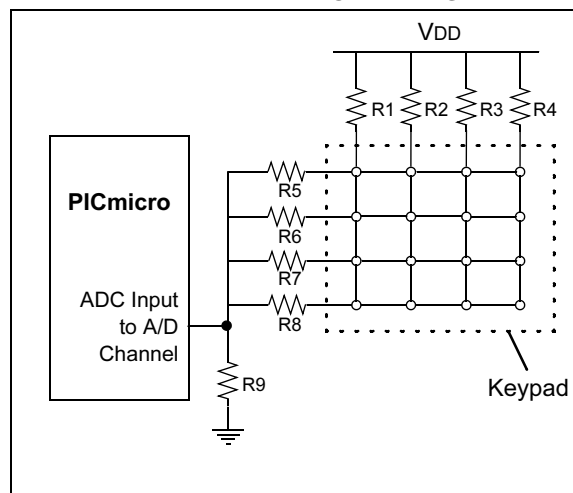 VDD
R1 R2 R3 R4
R5
PICmicro
R6
R7
ADC Input
to A/D
Channel
R8
R9
Keypad